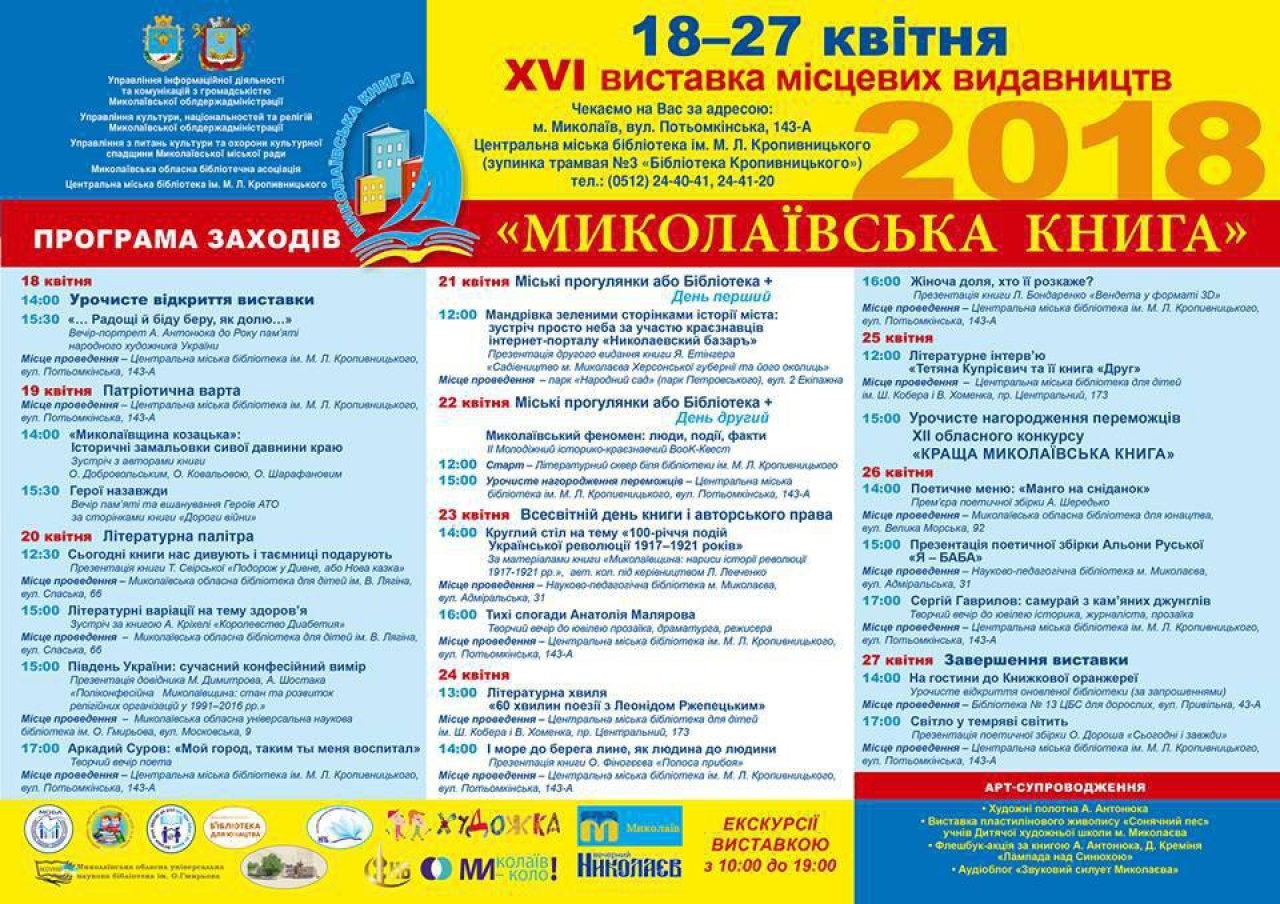 Управління інформаційної діяльності
та комунікацій з громадськістю
Миколаївської облдержадміністрації
Управління культури, національностей та релігій
Миколаївської облдержадміністрації
Управління з питань культури та охорони культурної
спадщини Миколаївської міської ради
Миколаївська обласна бібліотечна асоціація
Центральна міська бібліотека ім. М. Л. Кропивницького
МИКОЛАЇВСЬКА КНИГА
18–27 квітня
XVI виставка місцевих видавництв
Чекаємо на Вас за адресою:
м. Миколаїв, вул. Потьомкінська, 143-А
Центральна міська бібліотека ім. М. Л. Кропивницького
(зупинка трамвая №3 «Бібліотека Кропивницького»)
тел.: (0512) 24-40-41, 24-41-20
2018
ПРОГРАМА ЗАХОДІВ
«МИКОЛАЇВСЬКА КНИГА»
18 квітня
14:00 Урочисте відкриття виставки
15:30 «... Радощі й біду беру, як долю...»
Вечір-портрет А. Антонюка до Року пам'яті
народного художника України
Місце проведення – Центральна міська бібліотека ім. М. Л. Кропивницького,
вул. Потьомкінська, 143-А
19 квітня Патріотична варта
Місце проведення – Центральна міська бібліотека ім. М. Л. Кропивницького,
вул. Потьомкінська, 143-А
14:00 «Миколаївщина козацька»:
Історичні замальовки сивої давнини краю
Зустріч з авторами книги
О. Добровольським, О. Ковальовою, О. Шарафановим
15:30 Герої назавжди
Вечір пам'яті та вшанування Героїв АТО
за сторінками книги «Дороги війни»
20 квітня Літературна палітра
12:30 Сьогодні книги нас дивують і таємниці подарують
Презентація книги Т. Свірської «Подорож у Дивне, або Нова казка»
Місце проведення – Миколаївська обласна бібліотека для дітей ім. В. Лягіна,
вул. Спаська, 66
15:00 Літературні варіації на тему здоров'я
Зустріч за книгою А. Кріхелі «Королевство Диабетия»
Місце проведення – Миколаївська обласна бібліотека для дітей ім. В. Лягіна,
вул. Спаська, 66
15:00 Південь України: сучасний конфесійний вимір
Презентація довідника М. Димитрова, А. Шостака
«Поліконфесійна Миколаївщина: стан та розвиток
релігійних організацій у 1991–2016 рр.»
Місце проведення – Миколаївська обласна універсальна наукова
бібліотека ім. О. Гмирьова, вул. Московська, 9
17:00 Аркадий Суров: «Мой город, таким ты меня воспитал»
Творчий вечір поета
Місце проведення – Центральна міська бібліотека ім. М. Л. Кропивницького,
вул. Потьомкінська, 143-А
21 квітня Міські прогулянки або Бібліотека +
День перший
12:00 Мандрівка зеленими сторінками історії міста:
зустріч просто неба за участю краєзнавців
інтернет-порталу «Николаевский базаръ»
Презентація другого видання книги Я. Етінгера
«Садівництво м. Миколаєва Херсонської губернії та його околиць»
Місце проведення – парк «Народний сад» (парк Петровського), вул. 2 Екіпажна
22 квітня Міські прогулянки або Бібліотека +
День другий
Миколаївський феномен: люди, події, факти
II Молодіжний історико-краєзнавчий BooK-Квест
12:00 Старт – Літературний сквер біля бібліотеки ім. М. Л. Кропивницького
15:00 Урочисте нагородження переможців – Центральна міська
бібліотека ім. М. Л. Кропивницького, вул. Потьомкінська, 143-А
23 квітня Всесвітній день книги і авторського права
14:00 Круглий стіл на тему «100-річчя подій
Української революції 1917–1921 років»
За матеріалами книги «Миколаївщина: нариси історії революції
1917-1921 рр.», авт. кол. під керівництвом Л. Левченко
Місце проведення – Науково-педагогічна бібліотека м. Миколаєва,
вул. Адміральська, 31
16:00 Тихі спогади Анатолія Малярова
Творчий вечір до ювілею прозаїка, драматурга, режисера
Місце проведення – Центральна міська бібліотека ім. М. Л. Кропивницького,
вул. Потьомкінська, 143-А
24 квітня
13:00 Літературна хвиля
«60 хвилин поезії з Леонідом Ржепецьким»
Місце проведення – Центральна міська бібліотека для дітей
ім. Ш. Кобера і В. Хоменка, пр. Центральний, 173
14:00 І море до берега лине, як людина до людини
Презентація книги О. Фіногєєва «Полоса прибоя»
Місце проведення – Центральна міська бібліотека ім. М. Л. Кропивницького,
вул. Потьомкінська, 143-А
16:00 Жіноча доля, хто її розкаже?
Презентація книги Л. Бондаренко «Вендета у форматі 3D»
Місце проведення – Центральна міська бібліотека ім. М. Л. Кропивницького,
вул. Потьомкінська, 143-А
25 квітня
12:00 Літературне інтерв'ю
«Тетяна Купрієвич та її книга «Друг»
Місце проведення – Центральна міська бібліотека для дітей
ім. Ш. Кобера і В. Хоменка, пр. Центральний, 173
15:00 Урочисте нагородження переможців
XII обласного конкурсу
«КРАЩА МИКОЛАЇВСЬКА КНИГА»
26 квітня
14:00 Поетичне меню: «Манго на сніданок»
Прем'єра поетичної збірки А. Шередько
Місце проведення – Миколаївська обласна бібліотека для юнацтва,
вул. Велика Морська, 92
15:00 Презентація поетичної збірки Альони Руської
«Я – БАБА»
Місце проведення – Науково-педагогічна бібліотека м. Миколаєва,
вул. Адміральська, 31
17:00 Сергій Гаврилов: самурай з кам'яних джунглів
Творчий вечір до ювілею історика, журналіста, прозаїка
Місце проведення – Центральна міська бібліотека ім. М. Л. Кропивницького,
вул. Потьомкінська, 143-А
27 квітня Завершення виставки
14:00 На гостини до Книжкової оранжереї
Урочисте відкриття оновленої бібліотеки (за запрошеннями)
Місце проведення – Бібліотека № 13 ЦБС для дорослих, вул. Привільна, 43-А
17:00 Світло у темряві світить
Презентація поетичної збірки О. Дороша «Сьогодні і завжди»
Місце проведення – Центральна міська бібліотека ім. М. Л. Кропивницького,
вул. Потьомкінська, 143-А
АРТ-СУПРОВОДЖЕННЯ
• Художні полотна А. Антонюка
• Виставка пластилінового живопису «Сонячний пес»
учнів Дитячої художньої школи м. Миколаєва
• Флешбук-акція за книгою А. Антонюка, Д. Креміня
«Лампада над Синюхою»
• Аудіоблог «Звуковий силует Миколаєва»
МОБА
БІБЛІОТЕКА
ДЛЯ ЮНАЦТВА
НПБ
ХУДОЖКА
Миколаїв
Миколаївська обласна універсальна
наукова бібліотека ім. О.Гмирьова
МИколаїв
коло!
вечерний
НИКОЛАЕВ
ЕКСКУРСІЇ
ВИСТАВКОЮ
з 10:00 до 19:00